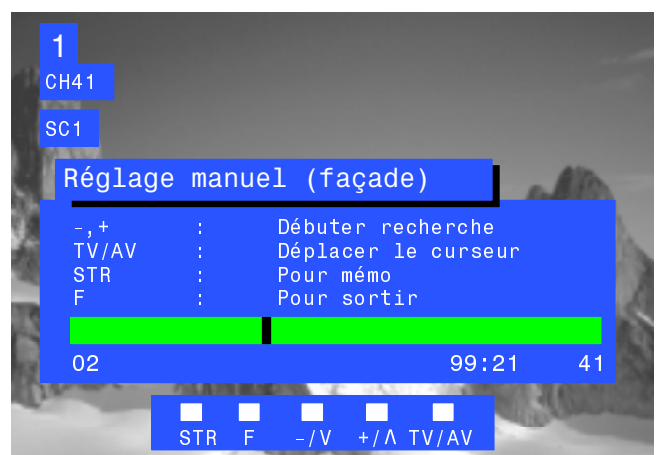 1
CH41
SC1
Réglage manuel (façade)
-,+ : Débuter recherche
TV/AV : Déplacer le curseur
STR : Pour mémo
F : Pour sortir
02 99:21 41
STR F -/V +/Λ TV/AV